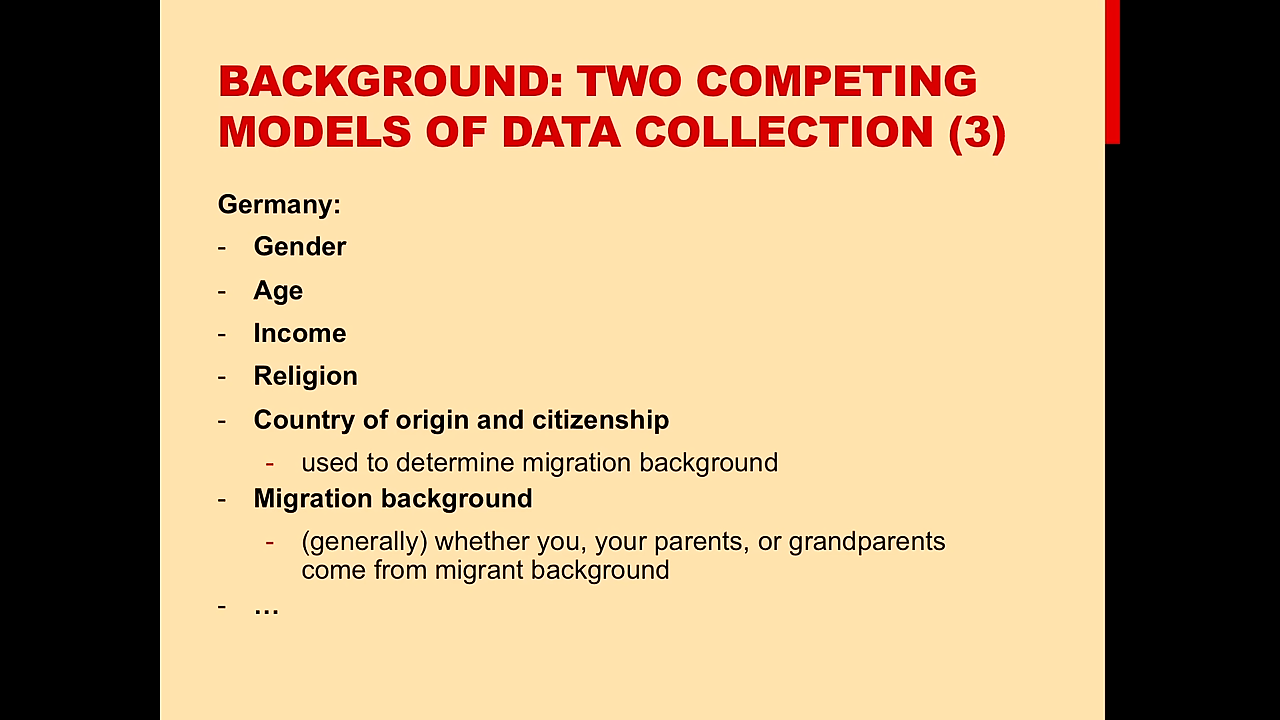 BACKGROUND: TWO COMPETING
MODELS OF DATA COLLECTION (3)
Germany:
- Gender
- Age
- Income
- Religion
- Country of origin and citizenship
- used to determine migration background
- Migration background
- (generally) whether you, your parents, or grandparents
come from migrant background
- …